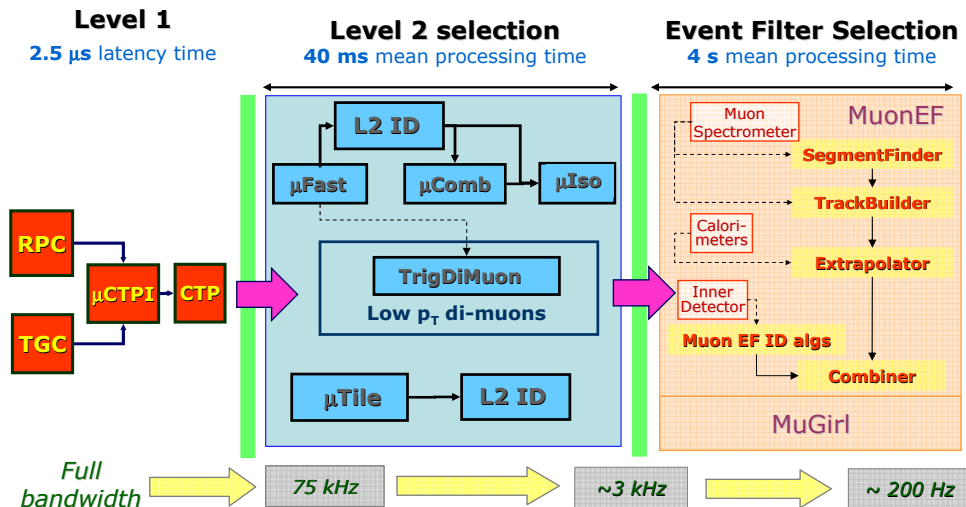 Level 1
2.5 μs latency time
Level 2 selection
40 ms mean processing time
Event Filter Selection
4 s mean processing time
RPC
TGC
μCTPI
CTP
L2 ID
μFast
μComb
μIso
TrigDiMuon
Low pT di-muons
μTile
L2 ID
MuonEF
Muon
Spectrometer
SegmentFinder
TrackBuilder
Calori-
meters
Extrapolator
Inner
Detector
Muon EF ID algs
Combiner
MuGirl
Full
bandwidth
75 kHz
~3 kHz
~ 200 Hz